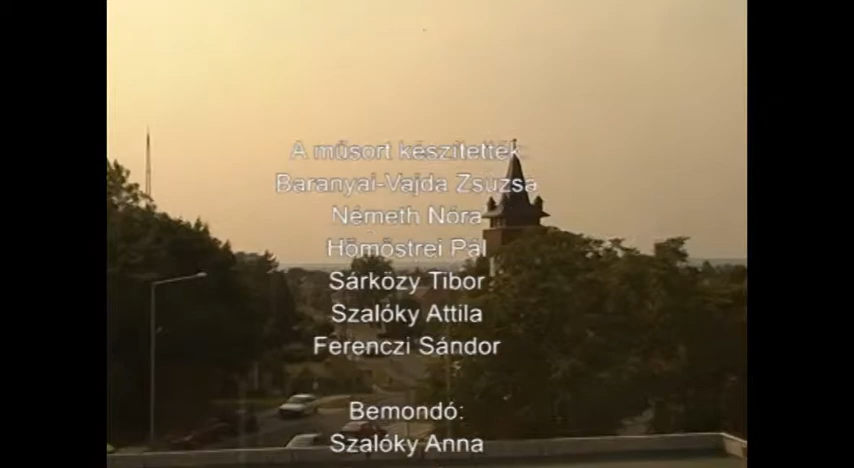 A műsort készítették
Baranyai-Vajda Zsuzsa
Németh Nóra
Hömöstrei Pál
Sárközy Tibor
Szalóky Attila
Ferenczi Sándor
Bemondó:
Szalóky Anna